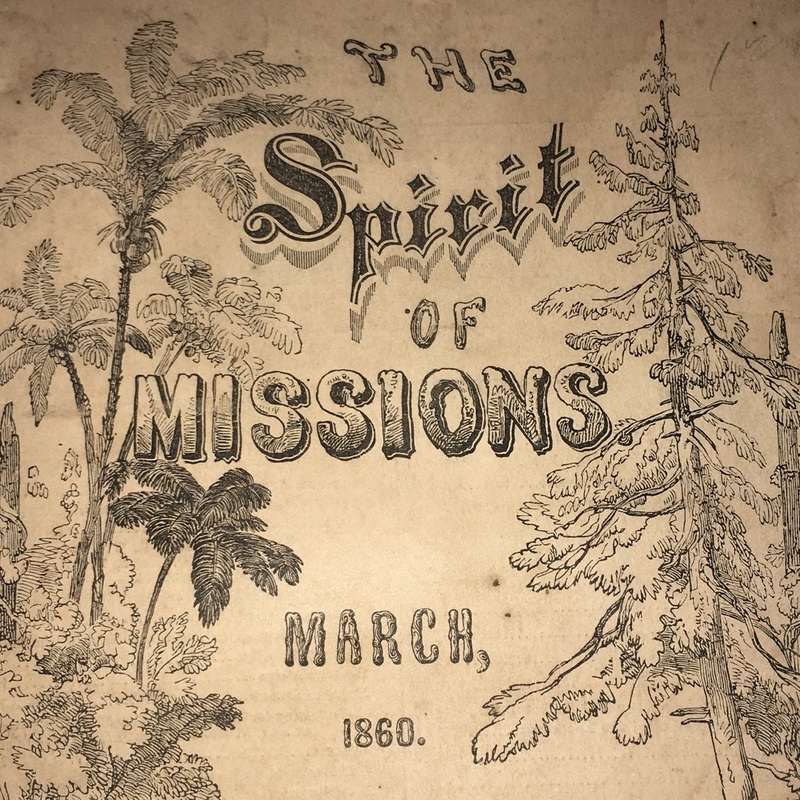 THE
Spirit
OF
MISSIONS
MARCH,
1860.